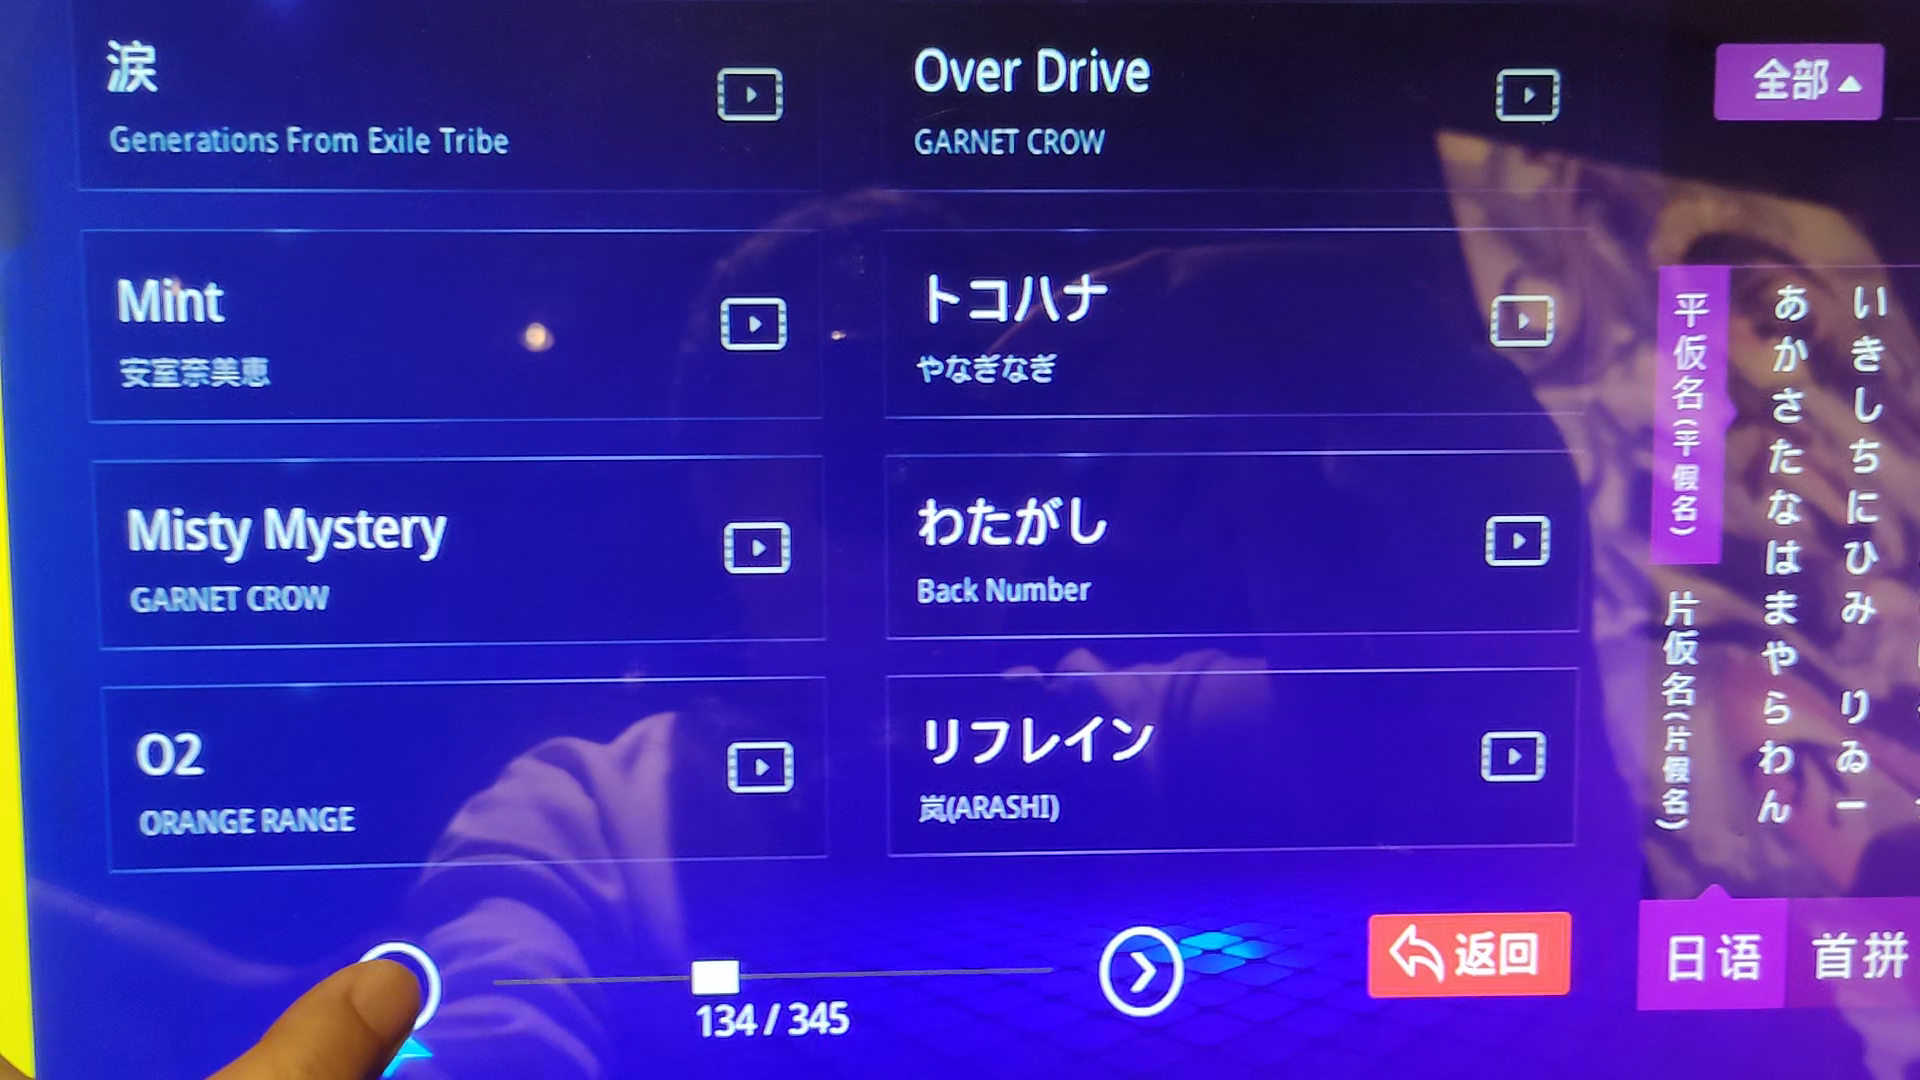 涙
Generations From Exile Tribe
Over Drive
GARNET CROW
Mint
安室奈美恵
トコハナ
やなぎなぎ
Misty Mystery
GARNET CROW
わたがし
Back Number
O2
ORANGE RANGE
リフレイン
嵐(ARASHI)
134 / 345
返回
全部
平仮名(平假名)
片仮名(片假名)
あかさたなはまやらわん
いきしちにひみ りゐー
日语
首拼